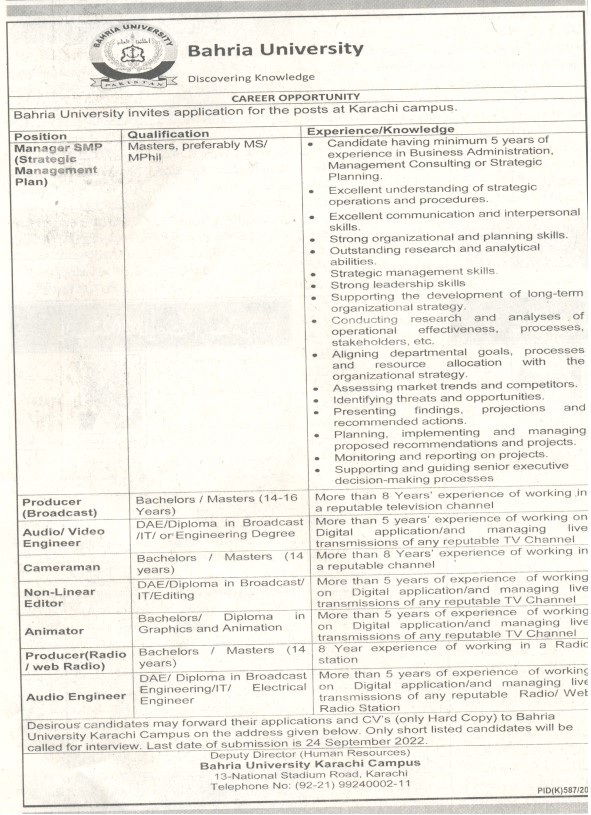 BAHRIA UNIVERSITY
PAKISTAN
Bahria University
Discovering Knowledge
CAREER OPPORTUNITY
Bahria University invites application for the posts at Karachi campus.
Position
Qualification
Experience/Knowledge
Manager SMP
(Strategic
Management
Plan)
Masters, preferably MS/
MPhil
• Candidate having minimum 5 years of
experience in Business Administration,
Management Consulting or Strategic
Planning.
• Excellent understanding of strategic
operations and procedures.
• Excellent communication and interpersonal
skills.
• Strong organizational and planning skills.
• Outstanding research and analytical
abilities.
• Strategic management skills.
• Strong leadership skills
• Supporting the development of long-term
organizational strategy.
• Conducting research and analyses of
operational effectiveness, processes,
stakeholders, etc.
• Aligning departmental goals, processes
and resource allocation with the
organizational strategy.
• Assessing market trends and competitors.
• Identifying threats and opportunities.
• Presenting findings, projections and
recommended actions.
• Planning, implementing and managing
proposed recommendations and projects.
• Monitoring and reporting on projects.
• Supporting and guiding senior executive
decision-making processes
Producer
(Broadcast)
Bachelors / Masters (14-16
Years)
More than 8 Years' experience of working in
a reputable television channel
Audio/ Video
Engineer
DAE/Diploma in Broadcast
/IT/ or Engineering Degree
More than 5 years' experience of working on
Digital application/and managing live
transmissions of any reputable TV Channel
Cameraman
Bachelors / Masters (14
years)
More than 8 Years' experience of working in
a reputable channel
Non-Linear
Editor
DAE/Diploma in Broadcast/
IT/Editing
More than 5 years of experience of working
on Digital application/and managing live
transmissions of any reputable TV Channel
Animator
Bachelors/ Diploma in
Graphics and Animation
More than 5 years of experience of working
on Digital application/and managing live
transmissions of any reputable TV Channel
Producer(Radio
/ web Radio)
Bachelors / Masters (14
years)
8 Year experience of working in a Radio
station
Audio Engineer
DAE/ Diploma in Broadcast
Engineering/IT/ Electrical
Engineer
More than 5 years of experience of working
on Digital application/and managing live
transmissions of any reputable Radio/ Web
Radio Station
Desirous candidates may forward their applications and CV's (only Hard Copy) to Bahria
University Karachi Campus on the address given below. Only short listed candidates will be
called for interview. Last date of submission is 24 September 2022.
Deputy Director (Human Resources)
Bahria University Karachi Campus
13-National Stadium Road, Karachi
Telephone No: (92-21) 99240002-11
PID(K)587/20